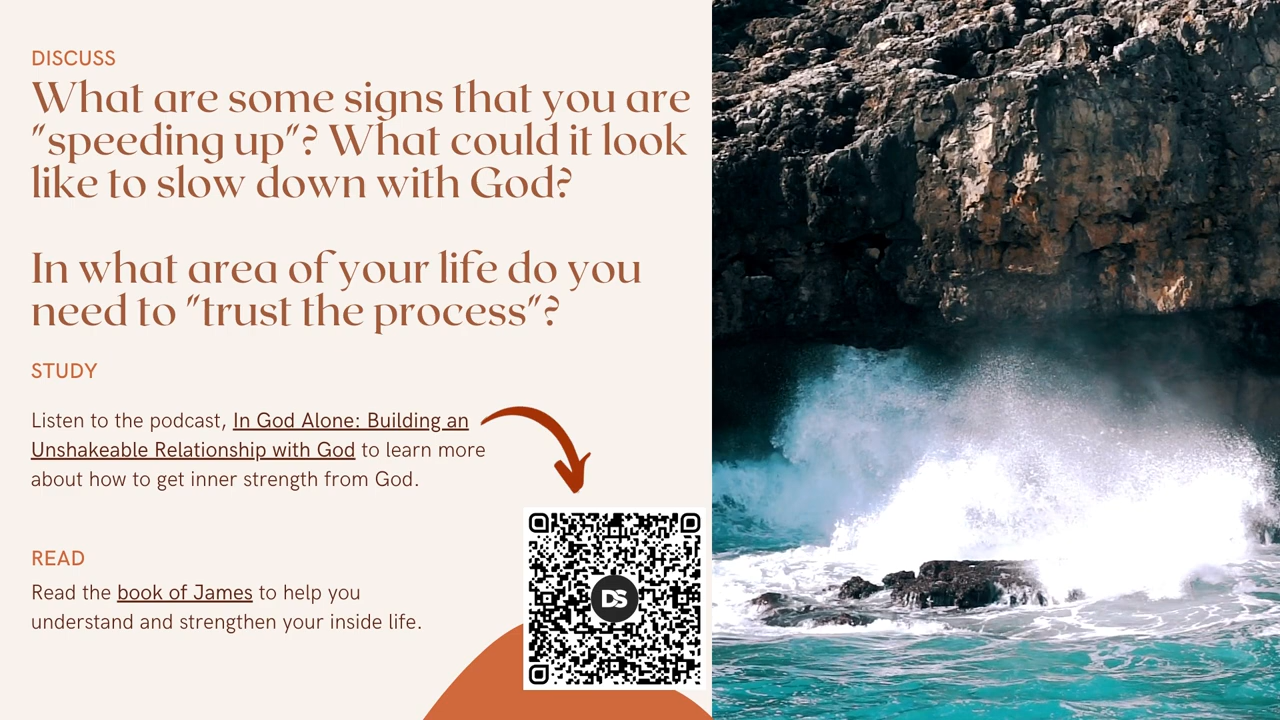 DISCUSS
What are some signs that you are
"speeding up"? What could it look
like to slow down with God?
In what area of your life do you
need to "trust the process"?
STUDY
Listen to the podcast, In God Alone: Building an
Unshakeable Relationship with God to learn more
about how to get inner strength from God.
READ
Read the book of James to help you
understand and strengthen your inside life.
DS